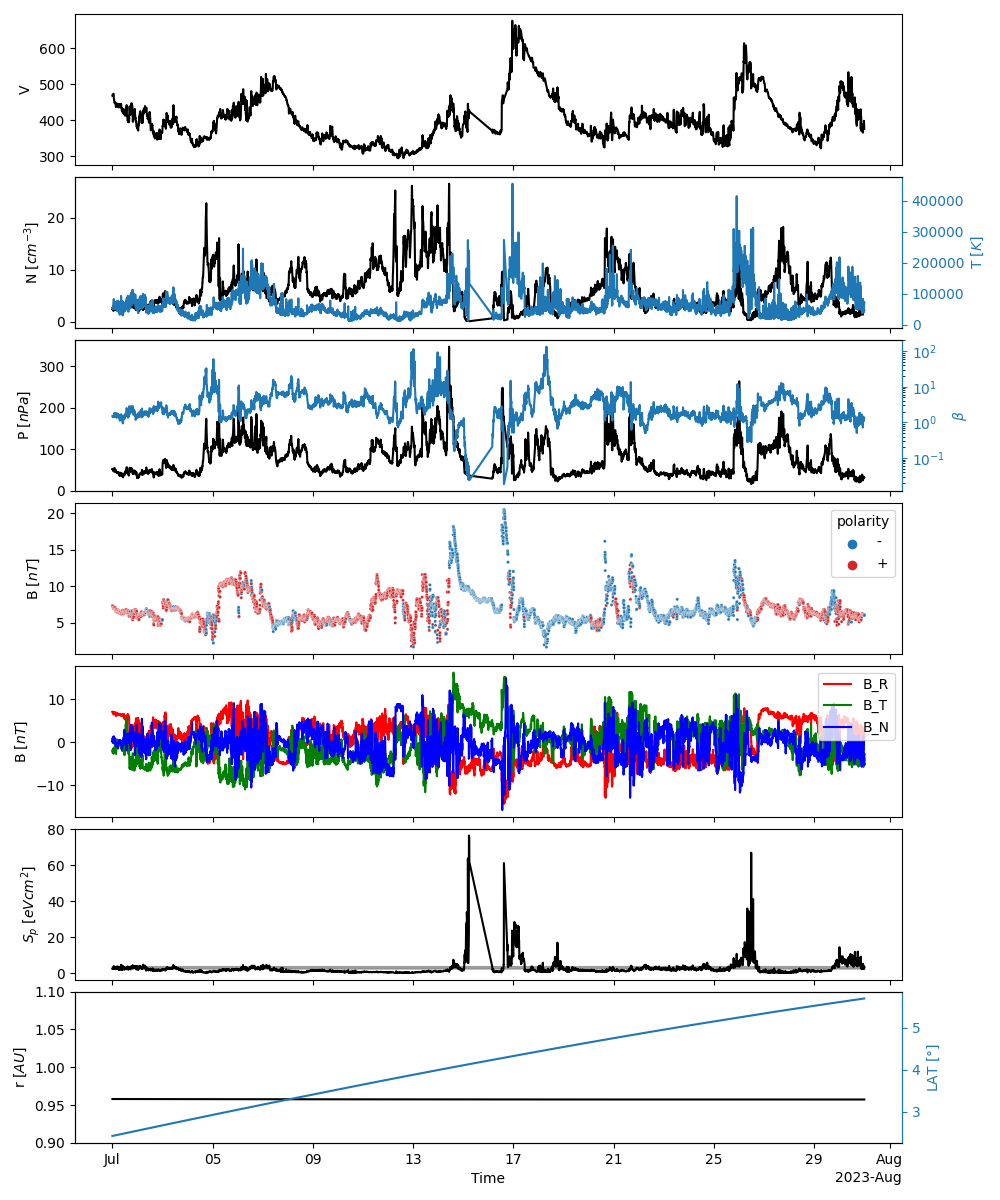 600
500
400
300
V
20
10
0
N [cm⁻³]
400000
300000
200000
100000
0
T [K]
300
200
100
0
P [nPa]
10²
10¹
10⁰
10⁻¹
β
20
15
10
5
B [nT]
polarity
-
+
10
0
−10
B [nT]
B_R
B_T
B_N
80
60
40
20
0
Sₚ [eVcm²]
1.10
1.05
1.00
0.95
0.90
r [AU]
5
4
3
LAT [°]
Jul 05 09 13 17 21 25 29 Aug
Time
2023-Aug